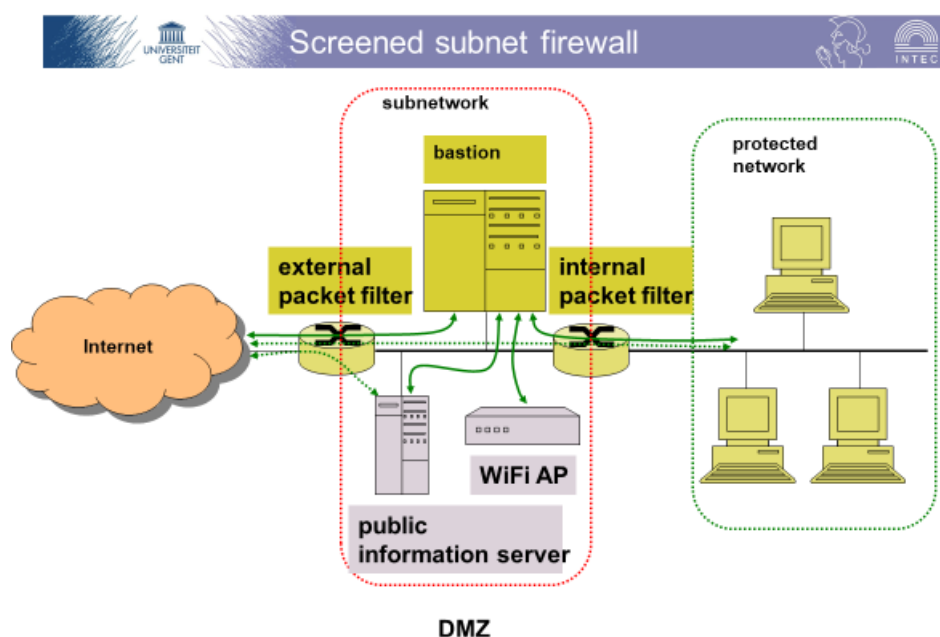 UNIVERSITEIT
GENT
Screened subnet firewall
INTEC
subnetwork
bastion
protected
network
external
packet filter
internal
packet filter
Internet
WiFi AP
public
information server
DMZ